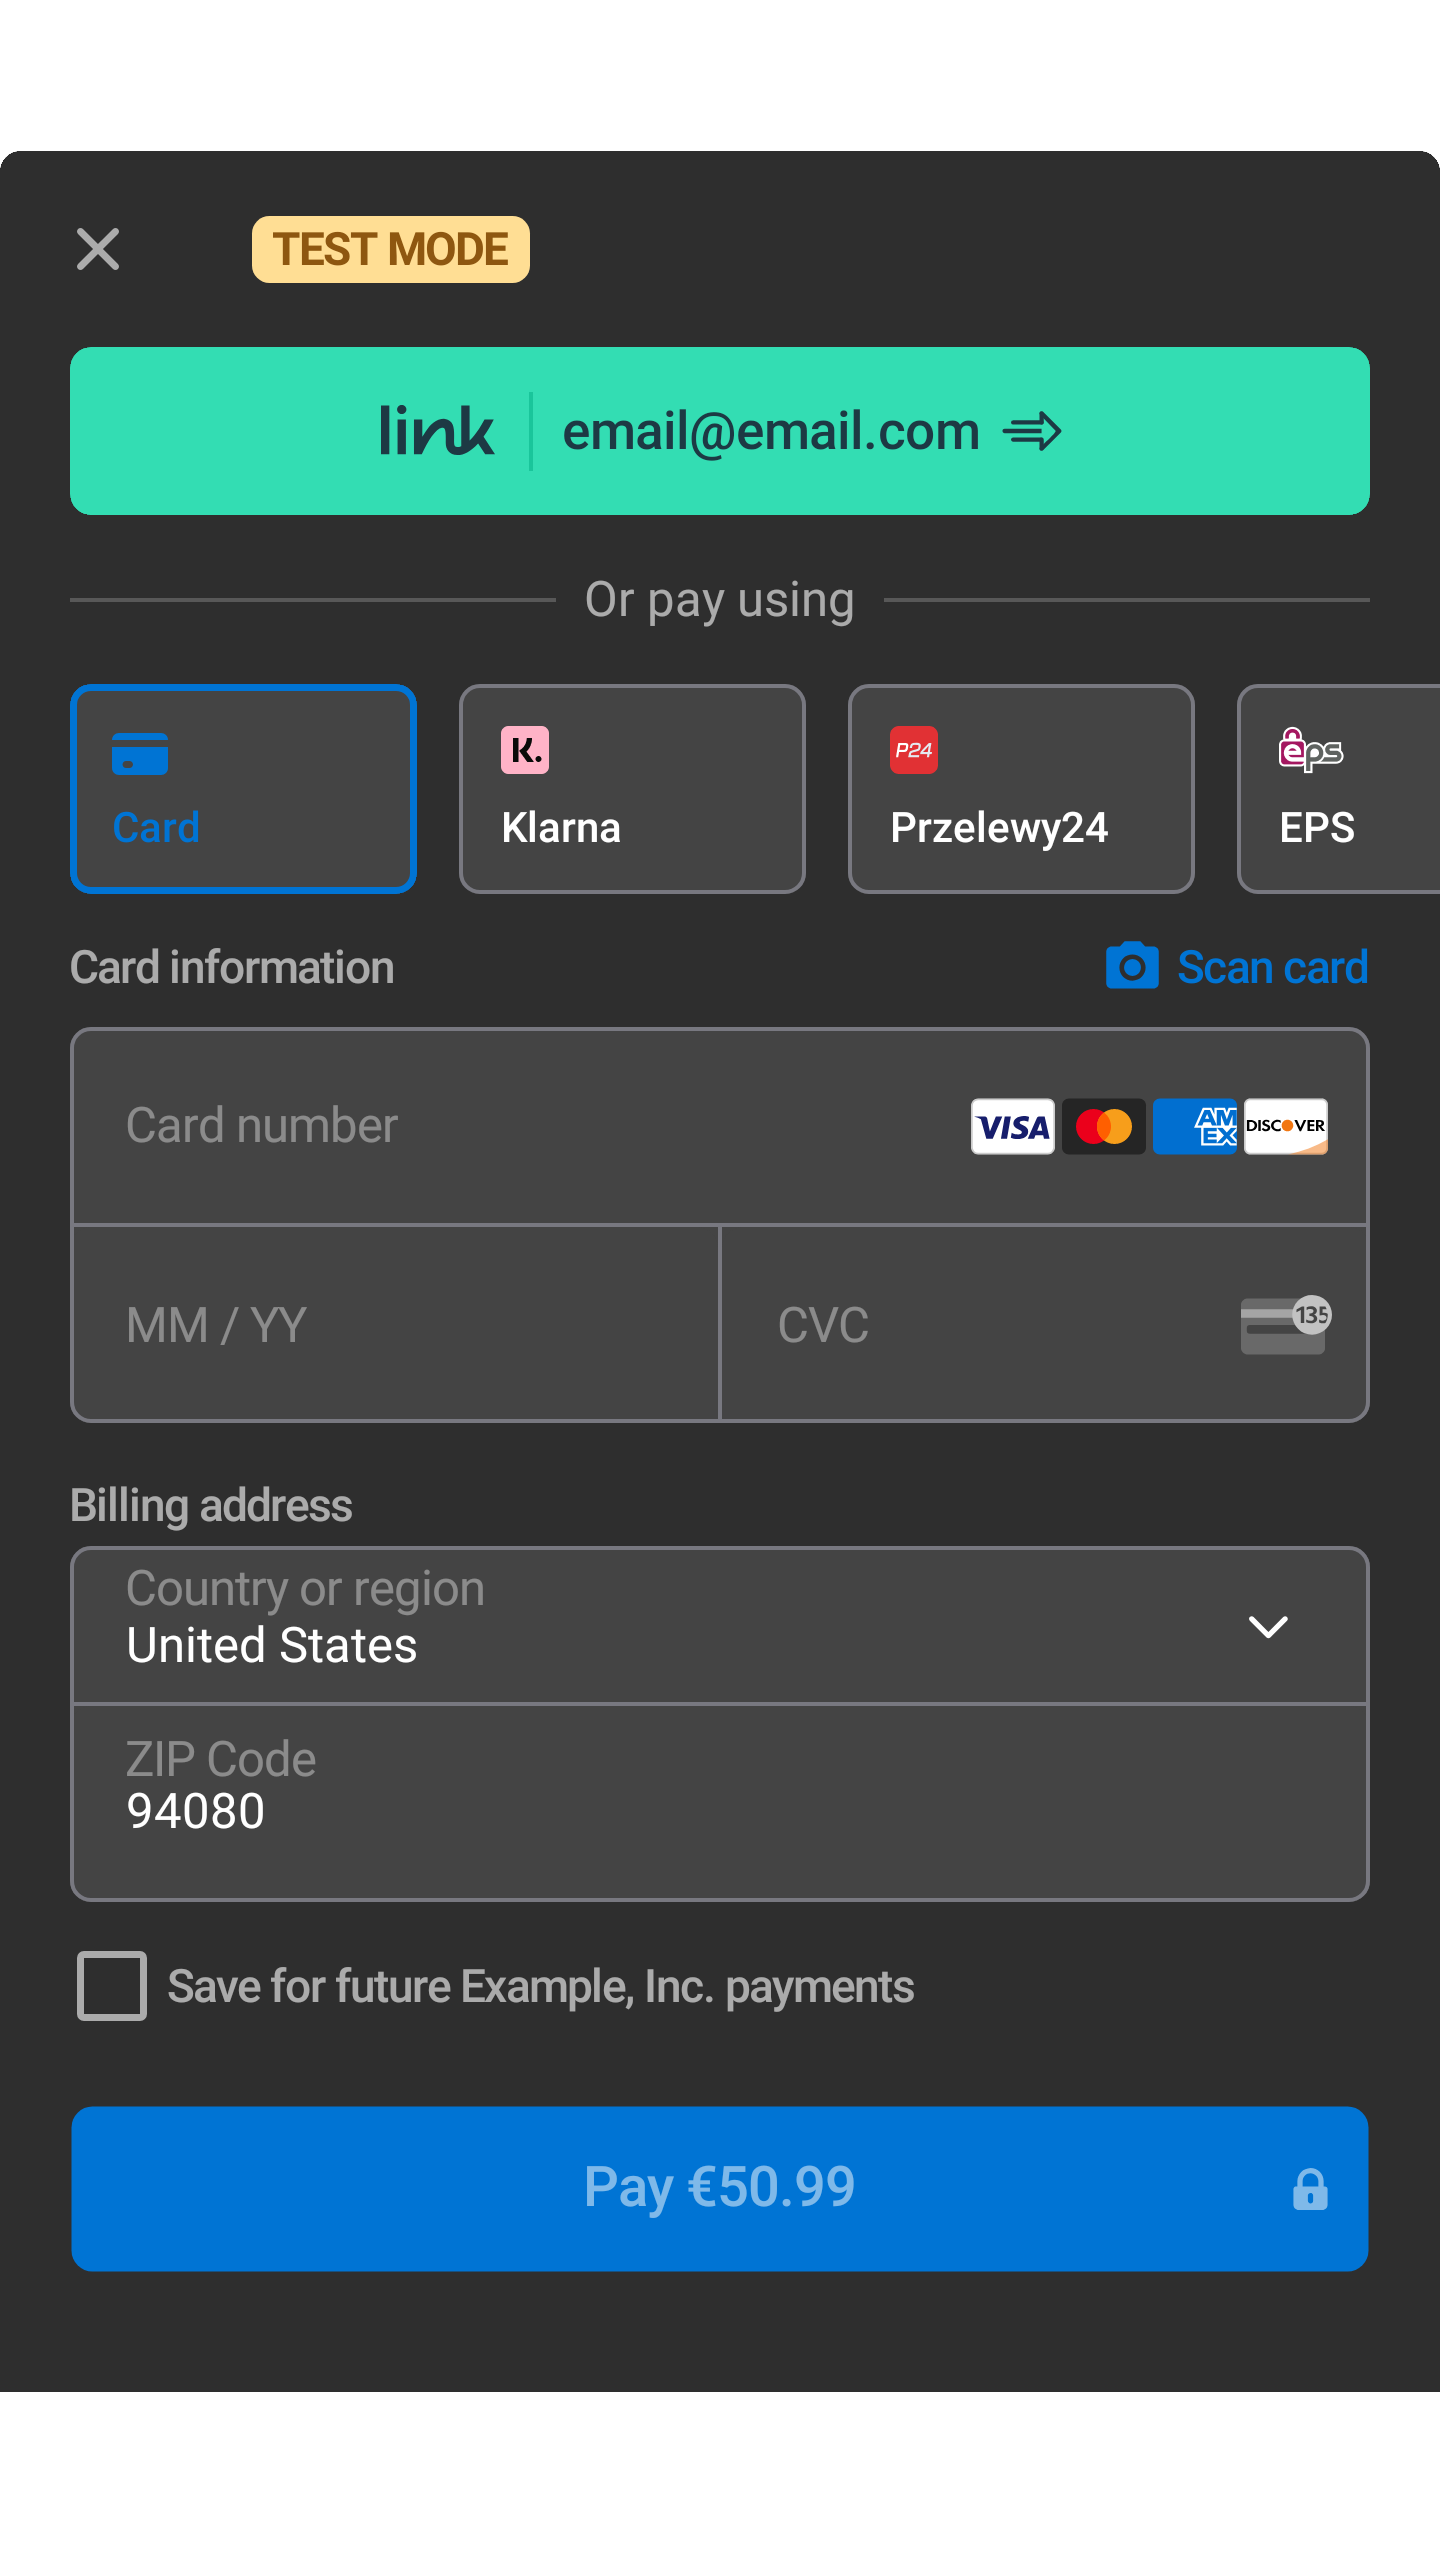 TEST MODE
link email@email.com
Or pay using
K.
P24
eps
Card
Klarna
Przelewy24
EPS
Card information
Scan card
Card number
VISA
AM
EX
DISCOVER
MM / YY
CVC
135
Billing address
Country or region
United States
ZIP Code
94080
Save for future Example, Inc. payments
Pay €50.99